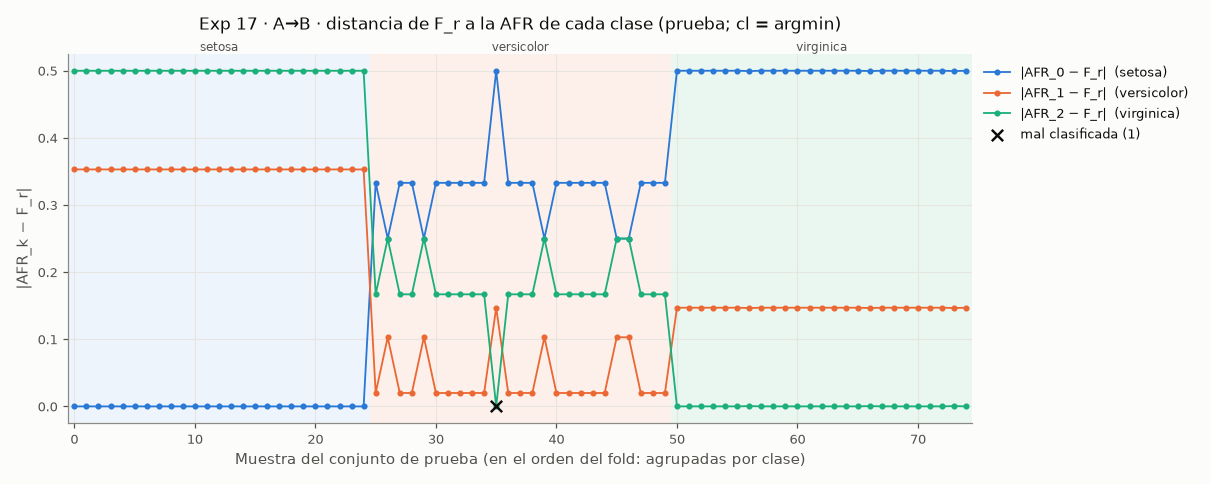 Exp 17 · A→B · distancia de F_r a la AFR de cada clase (prueba; cl = argmin)
setosa versicolor virginica
0.5
0.4
0.3
0.2
0.1
0.0
|AFR_k − F_r|
0 10 20 30 40 50 60 70
Muestra del conjunto de prueba (en el orden del fold: agrupadas por clase)
|AFR_0 − F_r| (setosa)
|AFR_1 − F_r| (versicolor)
|AFR_2 − F_r| (virginica)
mal clasificada (1)